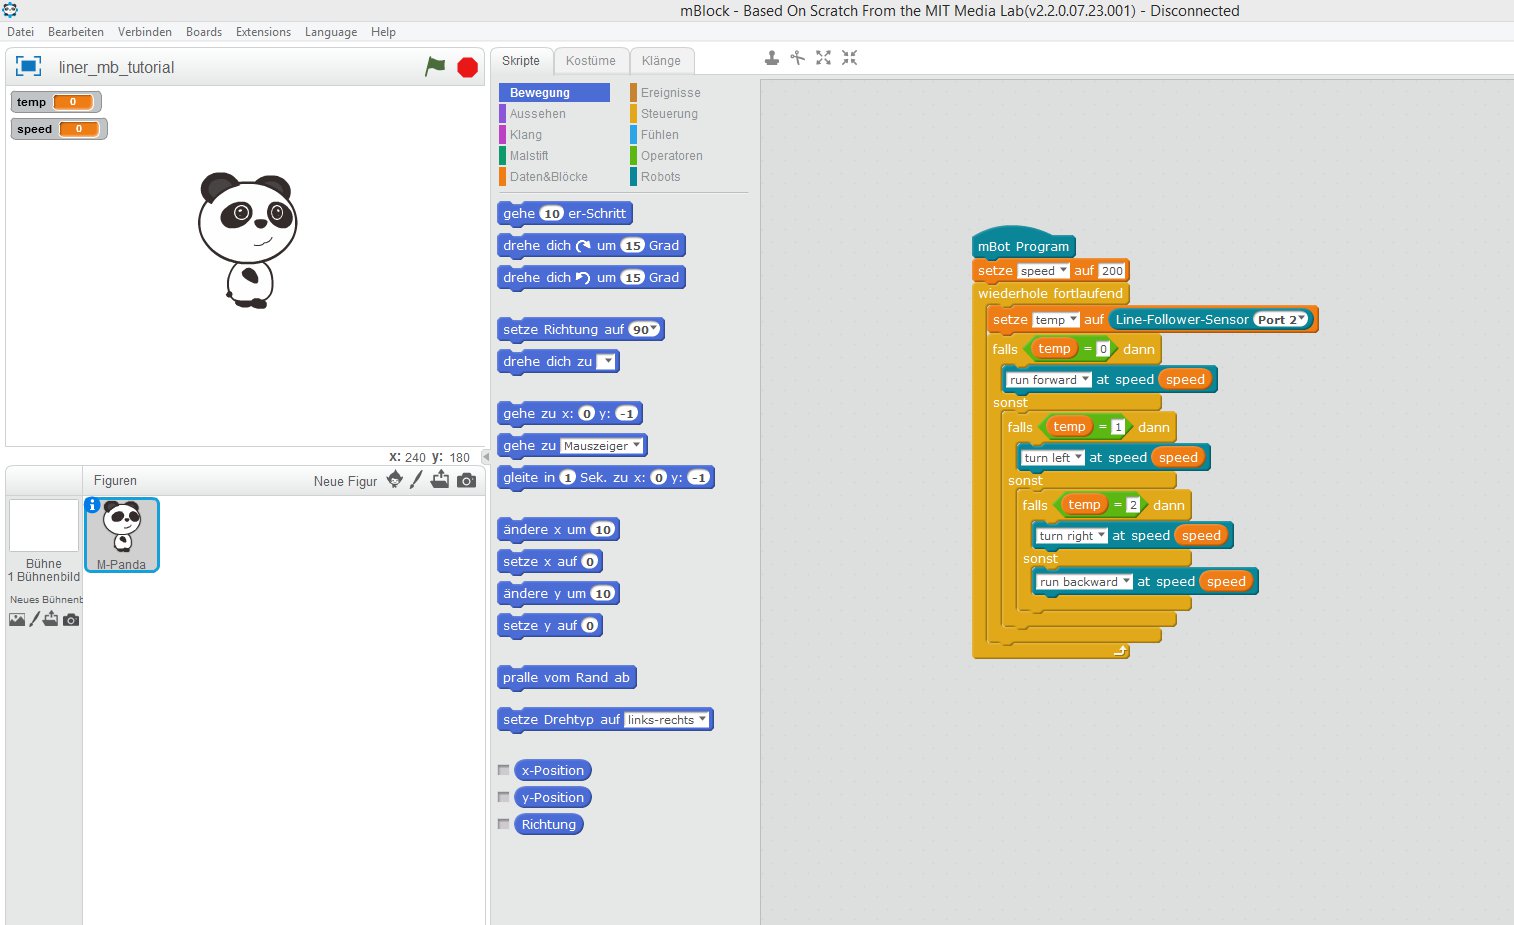 mBlock - Based On Scratch From the MIT Media Lab(v2.2.0.07.23.001) - Disconnected
Datei Bearbeiten Verbinden Boards Extensions Language Help
liner_mb_tutorial
temp 0
speed 0
x: 240 y: 180
Figuren Neue Figur
Bühne
1 Bühnenbild
Neues Bühnenb
M-Panda
Skripte Kostüme Klänge
Bewegung Ereignisse
Aussehen Steuerung
Klang Fühlen
Malstift Operatoren
Daten&Blöcke Robots
gehe 10 er-Schritt
drehe dich um 15 Grad
drehe dich um 15 Grad
setze Richtung auf 90
drehe dich zu
gehe zu x: 0 y: -1
gehe zu Mauszeiger
gleite in 1 Sek. zu x: 0 y: -1
ändere x um 10
setze x auf 0
ändere y um 10
setze y auf 0
pralle vom Rand ab
setze Drehtyp auf links-rechts
x-Position
y-Position
Richtung
mBot Program
setze speed auf 200
wiederhole fortlaufend
setze temp auf Line-Follower-Sensor Port 2
falls temp = 0 dann
run forward at speed speed
sonst
falls temp = 1 dann
turn left at speed speed
sonst
falls temp = 2 dann
turn right at speed speed
sonst
run backward at speed speed